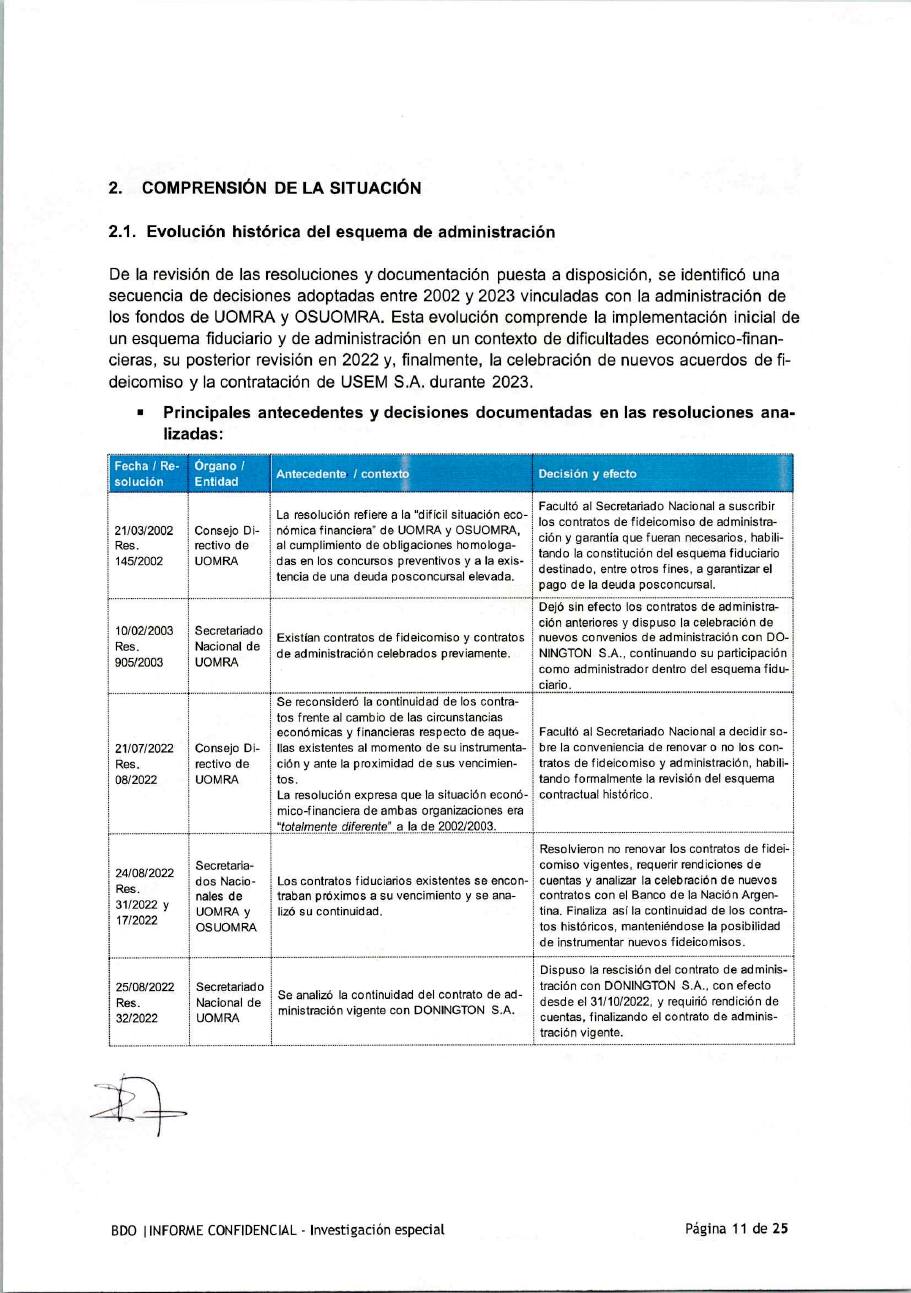 2. COMPRENSIÓN DE LA SITUACIÓN
2.1. Evolución histórica del esquema de administración
De la revisión de las resoluciones y documentación puesta a disposición, se identificó una
secuencia de decisiones adoptadas entre 2002 y 2023 vinculadas con la administración de
los fondos de UOMRA y OSUOMRA. Esta evolución comprende la implementación inicial de
un esquema fiduciario y de administración en un contexto de dificultades económico-finan-
cieras, su posterior revisión en 2022 y, finalmente, la celebración de nuevos acuerdos de fi-
deicomiso y la contratación de USEM S.A. durante 2023.
▪ Principales antecedentes y decisiones documentadas en las resoluciones ana-
lizadas:
Fecha / Re-
solución
Órgano /
Entidad
Antecedente / contexto
Decisión y efecto
21/03/2002
Res.
145/2002
Consejo Di-
rectivo de
UOMRA
La resolución refiere a la "difícil situación eco-
nómica financiera" de UOMRA y OSUOMRA,
al cumplimiento de obligaciones homologa-
das en los concursos preventivos y a la exis-
tencia de una deuda posconcursal elevada.
Facultó al Secretariado Nacional a suscribir
los contratos de fideicomiso de administra-
ción y garantía que fueran necesarios, habili-
tando la constitución del esquema fiduciario
destinado, entre otros fines, a garantizar el
pago de la deuda posconcursal.
10/02/2003
Res.
905/2003
Secretariado
Nacional de
UOMRA
Existían contratos de fideicomiso y contratos
de administración celebrados previamente.
Dejó sin efecto los contratos de administra-
ción anteriores y dispuso la celebración de
nuevos convenios de administración con DO-
NINGTON S.A., continuando su participación
como administrador dentro del esquema fidu-
ciario.
21/07/2022
Res.
08/2022
Consejo Di-
rectivo de
UOMRA
Se reconsideró la continuidad de los contra-
tos frente al cambio de las circunstancias
económicas y financieras respecto de aque-
llas existentes al momento de su instrumenta-
ción y ante la proximidad de sus vencimien-
tos.
La resolución expresa que la situación econó-
mico-financiera de ambas organizaciones era
"totalmente diferente" a la de 2002/2003.
Facultó al Secretariado Nacional a decidir so-
bre la conveniencia de renovar o no los con-
tratos de fideicomiso y administración, habili-
tando formalmente la revisión del esquema
contractual histórico.
24/08/2022
Res.
31/2022 y
17/2022
Secretaria-
dos Nacio-
nales de
UOMRA y
OSUOMRA
Los contratos fiduciarios existentes se encon-
traban próximos a su vencimiento y se ana-
lizó su continuidad.
Resolvieron no renovar los contratos de fidei-
comiso vigentes, requerir rendiciones de
cuentas y analizar la celebración de nuevos
contratos con el Banco de la Nación Argen-
tina. Finaliza así la continuidad de los contra-
tos históricos, manteniéndose la posibilidad
de instrumentar nuevos fideicomisos.
25/08/2022
Res.
32/2022
Secretariado
Nacional de
UOMRA
Se analizó la continuidad del contrato de ad-
ministración vigente con DONINGTON S.A.
Dispuso la rescisión del contrato de adminis-
tración con DONINGTON S.A., con efecto
desde el 31/10/2022, y requirió rendición de
cuentas, finalizando el contrato de adminis-
tración vigente.
BDO | INFORME CONFIDENCIAL - Investigación especial
Página 11 de 25